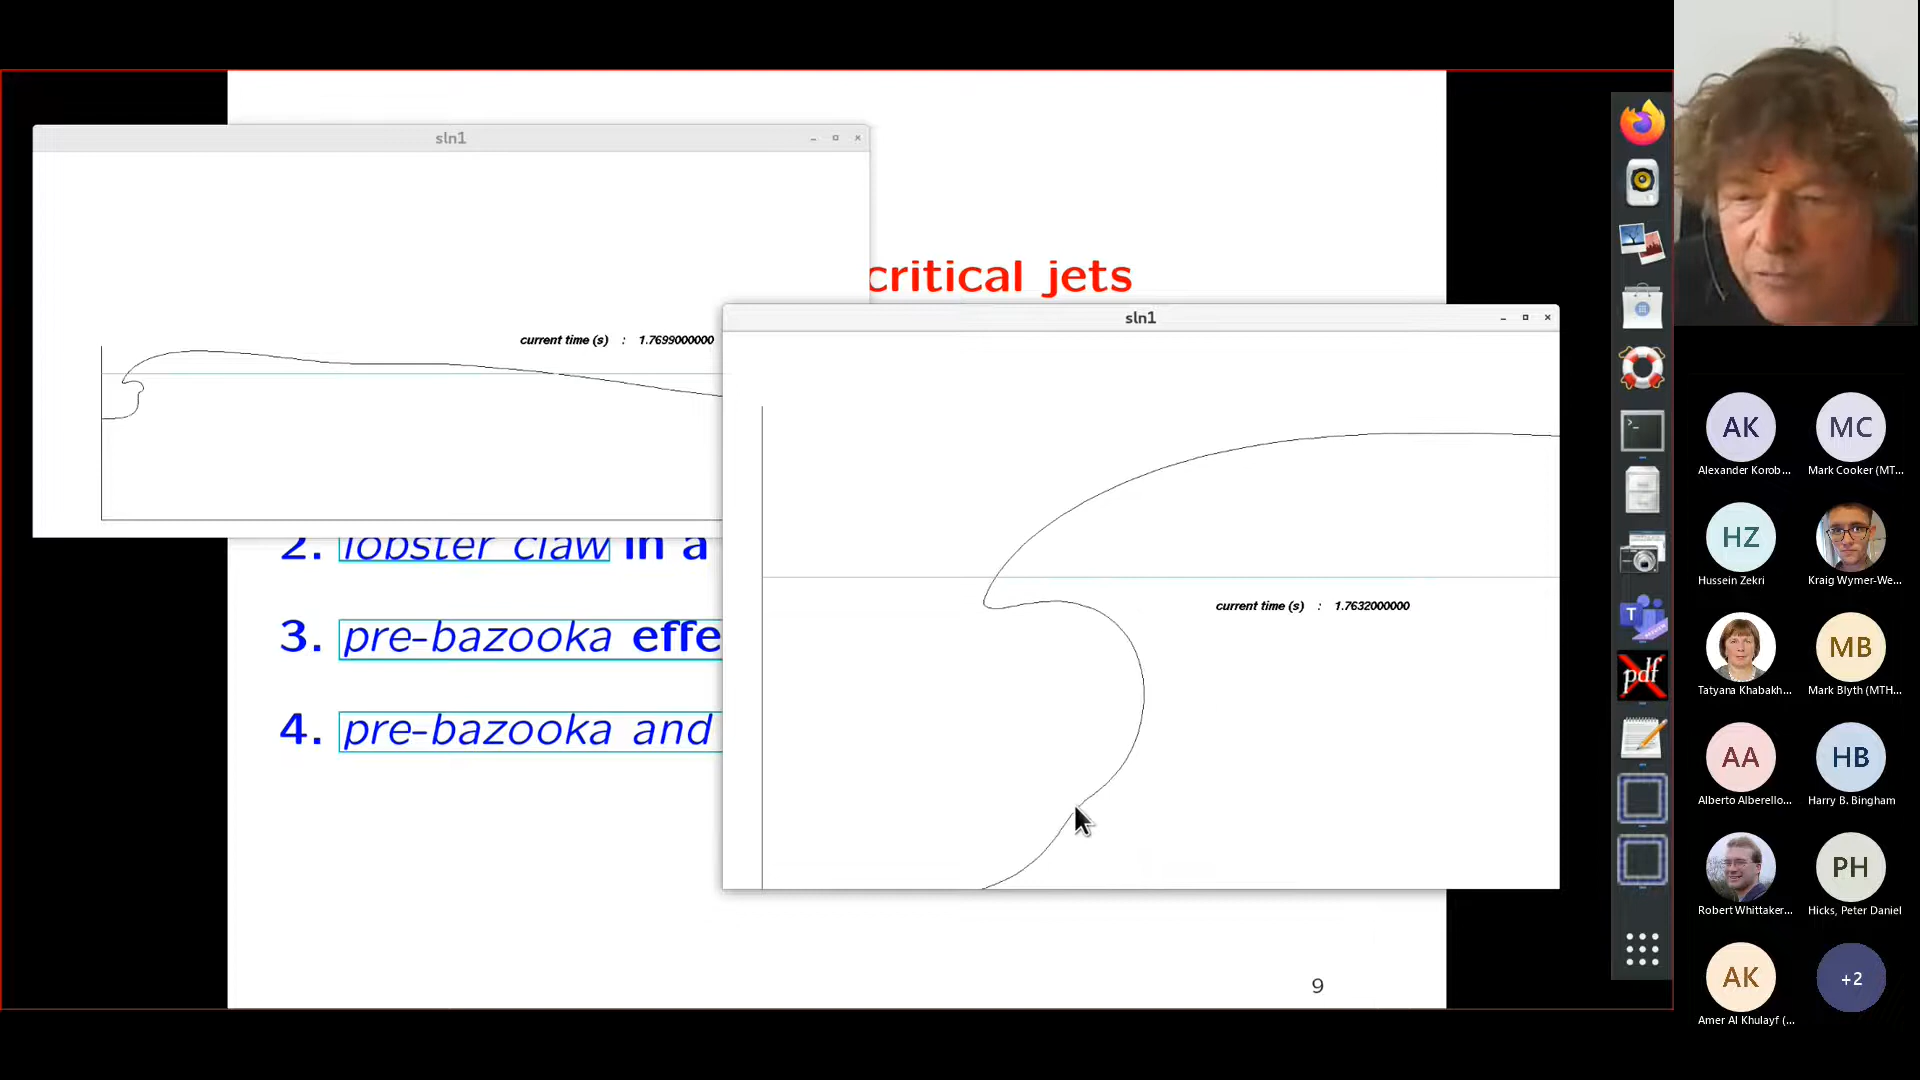 sln1
critical jets
current time (s) : 1.7699000000
sln1
current time (s) : 1.7632000000
2. lobster claw in a
3. pre-bazooka effe
4. pre-bazooka and
9
pdf
T
AK
MC
Alexander Korob...
Mark Cooker (MT...
HZ
Hussein Zekri
Kraig Wymer-We...
MB
Tatyana Khabakh...
Mark Blyth (MTH...
AA
HB
Alberto Alberello...
Harry B. Bingham
PH
Robert Whittaker...
Hicks, Peter Daniel
AK
+2
Amer Al Khulayf (...